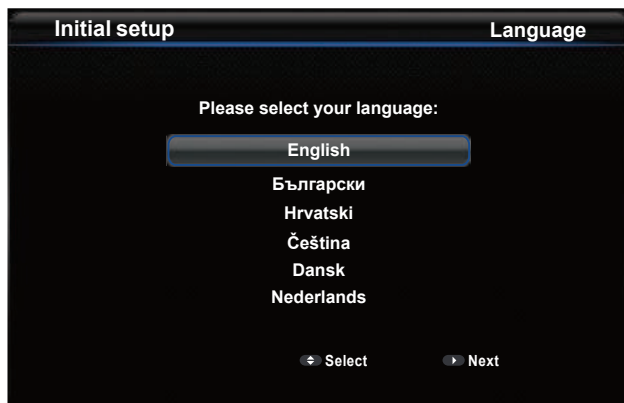 Initial setup Language
Please select your language:
English
Български
Hrvatski
Čeština
Dansk
Nederlands
Select Next